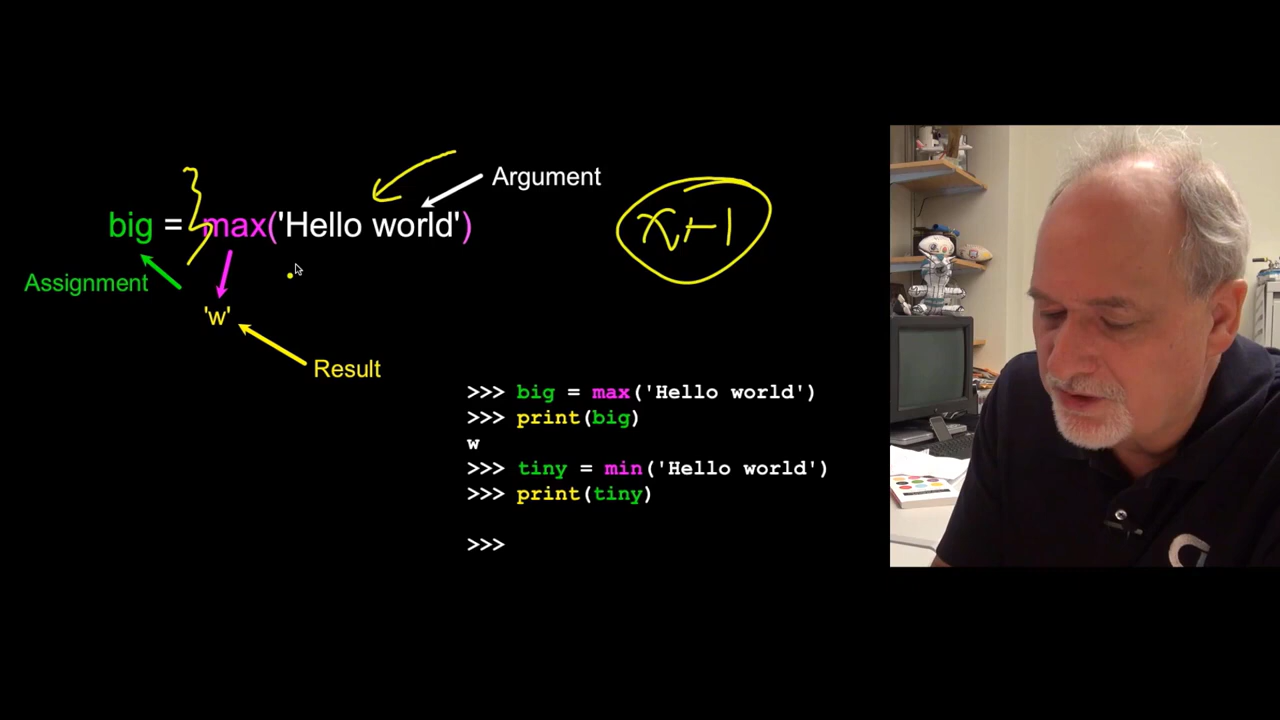 Argument
big = max('Hello world')
x+1
Assignment
'w'
Result
>>> big = max('Hello world')
>>> print(big)
w
>>> tiny = min('Hello world')
>>> print(tiny)
>>>